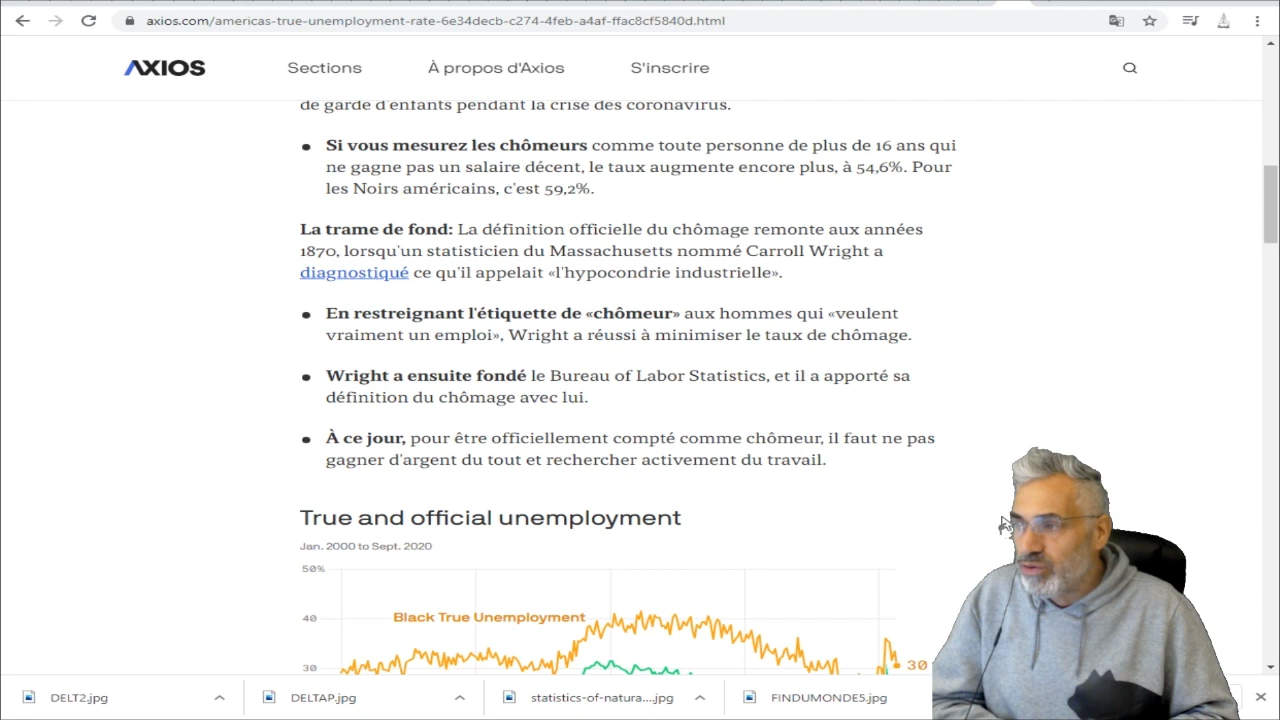 axios.com/americas-true-unemployment-rate-6e34decb-c274-4feb-a4af-ffac8cf5840d.html
AXIOS
Sections
À propos d'Axios
S'inscrire
de garde d'enfants pendant la crise des coronavirus.
Si vous mesurez les chômeurs comme toute personne de plus de 16 ans qui
ne gagne pas un salaire décent, le taux augmente encore plus, à 54,6%. Pour
les Noirs américains, c'est 59,2%.
La trame de fond: La définition officielle du chômage remonte aux années
1870, lorsqu'un statisticien du Massachusetts nommé Carroll Wright a
diagnostiqué ce qu'il appelait «l'hypocondrie industrielle».
En restreignant l'étiquette de «chômeur» aux hommes qui «veulent
vraiment un emploi», Wright a réussi à minimiser le taux de chômage.
Wright a ensuite fondé le Bureau of Labor Statistics, et il a apporté sa
définition du chômage avec lui.
À ce jour, pour être officiellement compté comme chômeur, il faut ne pas
gagner d'argent du tout et rechercher activement du travail.
True and official unemployment
Jan. 2000 to Sept. 2020
50%
40
Black True Unemployment
30
30
DELT2.jpg
DELTAP.jpg
statistics-of-natura....jpg
FINDUMONDE5.jpg